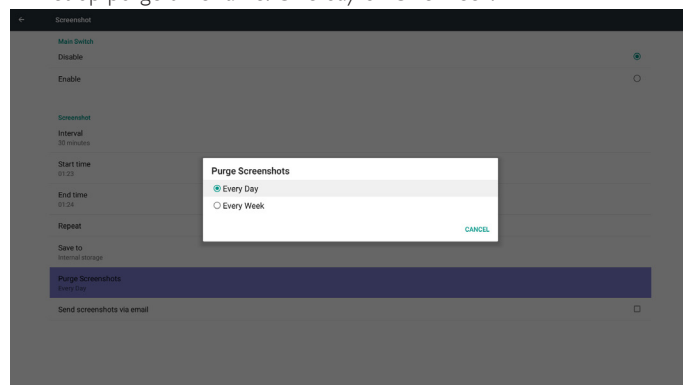 Screenshot
Main Switch
Disable
Enable
Screenshot
Interval
30 minutes
Start time
01:23
End time
01:24
Repeat
Save to
Internal storage
Purge Screenshots
Every Day
Send screenshots via email
Purge Screenshots
Every Day
Every Week
CANCEL